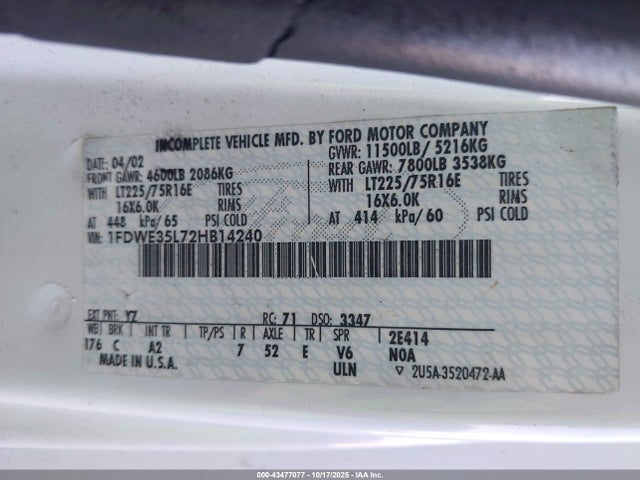 INCOMPLETE VEHICLE MFD. BY FORD MOTOR COMPANY
DATE: 04/02 GVWR: 11500LB/ 5216KG
FRONT GAWR: 4600LB 2086KG REAR GAWR: 7800LB 3538KG
WITH LT225/75R16E TIRES WITH LT225/75R16E TIRES
16X6.0K RIMS 16X6.0K RIMS
AT 448 kPa/65 PSI COLD AT 414 kPa/60 PSI COLD
VIN: 1FDWE35L72HB14240
EXT PNT: YZ RC: 71 DSO: 3347
WB BRK INT TR TP/PS R AXLE TR SPR 2E414
176 C A2 7 52 E V6 NOA
MADE IN U.S.A. ULN ▽ 2U5A-3520472-AA
(Stock No: 43477077 - 10/17/2025 - IAA Inc.)